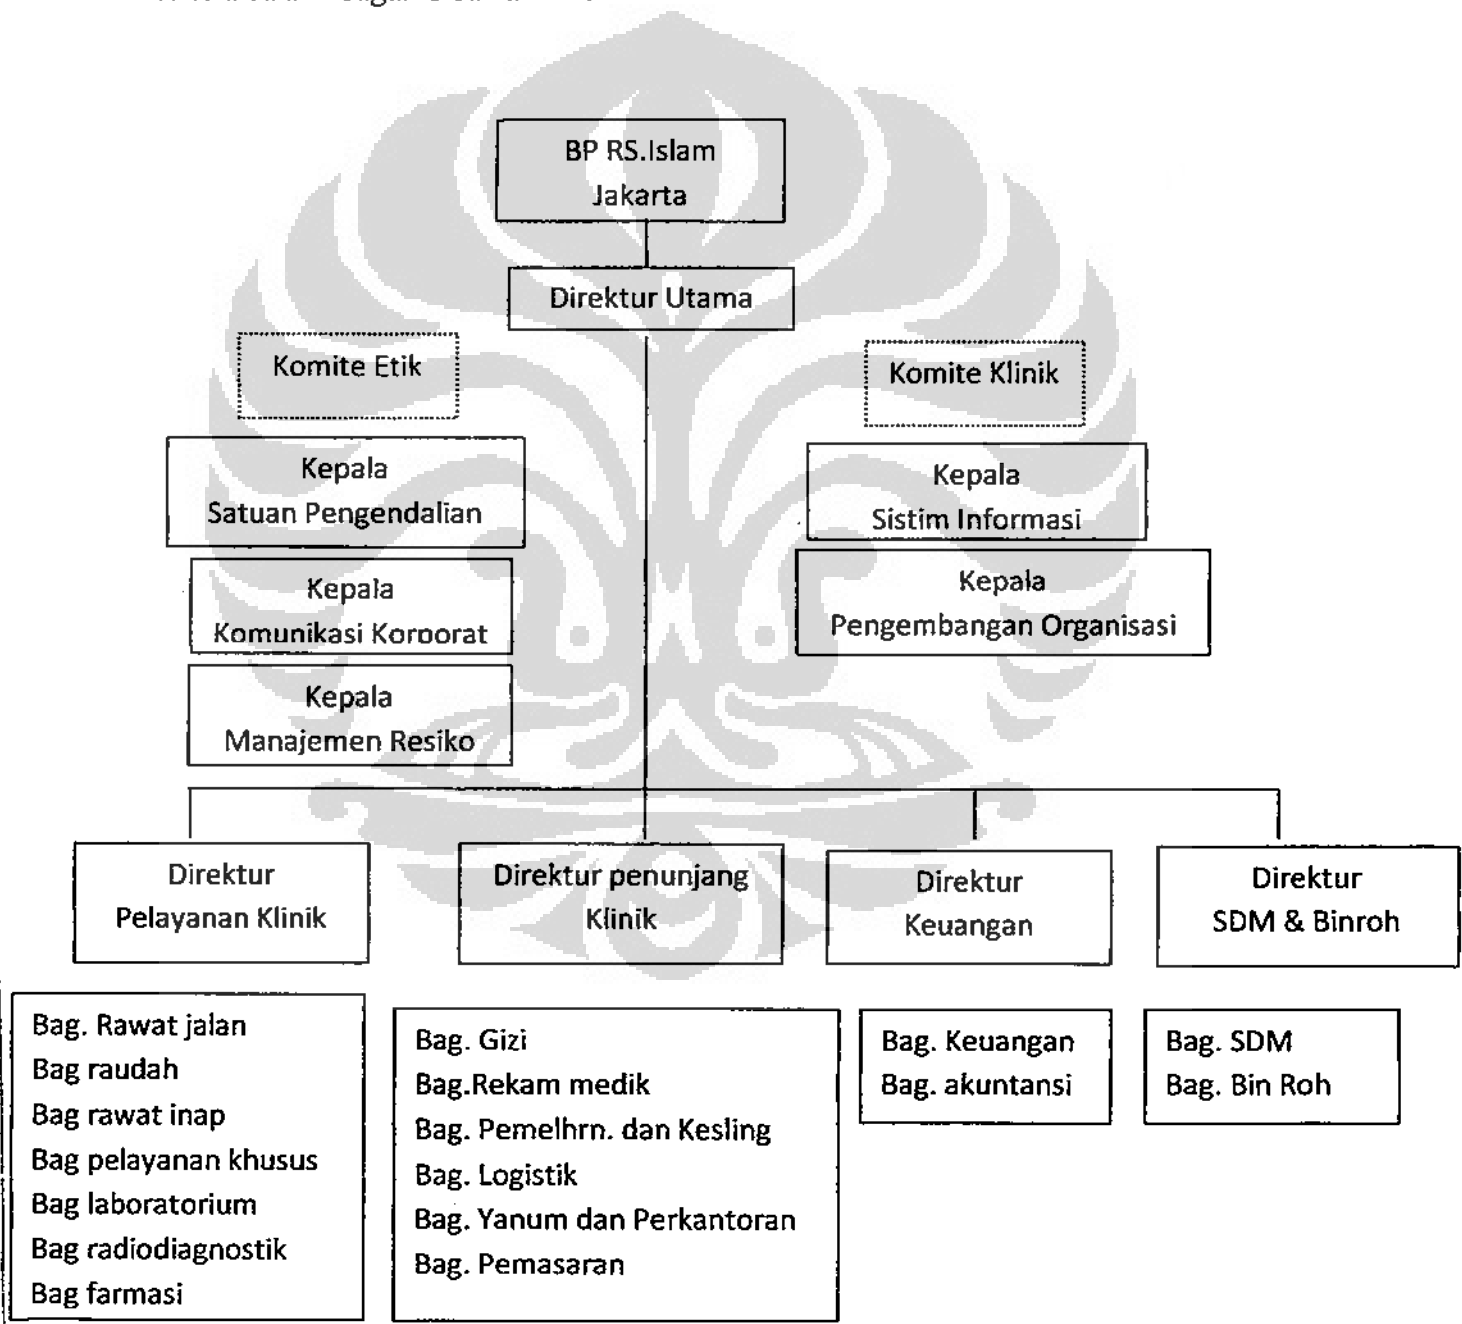 BP RS.Islam
Jakarta
Direktur Utama
Komite Etik
Komite Klinik
Kepala
Satuan Pengendalian
Kepala
Sistim Informasi
Kepala
Komunikasi Korporat
Kepala
Pengembangan Organisasi
Kepala
Manajemen Resiko
Direktur
Pelayanan Klinik
Direktur penunjang
Klinik
Direktur
Keuangan
Direktur
SDM & Binroh
Bag. Rawat jalan
Bag raudah
Bag rawat inap
Bag pelayanan khusus
Bag laboratorium
Bag radiodiagnostik
Bag farmasi
Bag. Gizi
Bag.Rekam medik
Bag. Pemelhrn. dan Kesling
Bag. Logistik
Bag. Yanum dan Perkantoran
Bag. Pemasaran
Bag. Keuangan
Bag. akuntansi
Bag. SDM
Bag. Bin Roh